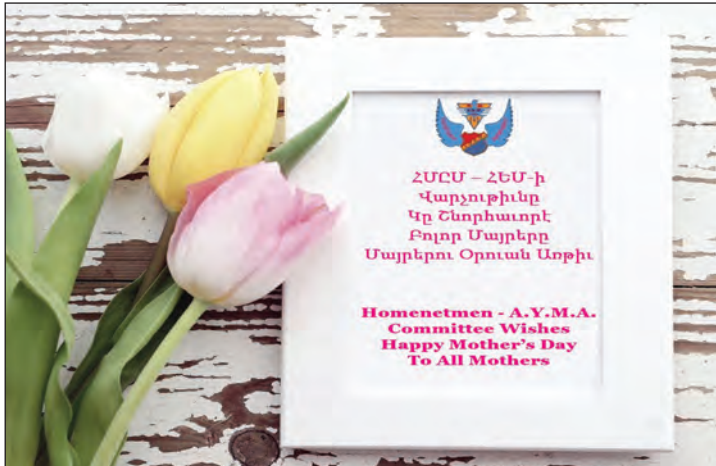 ՀՄԸՄ – ՀԵՄ-ի
Վարչութիւնը
Կը Շնորհաւորէ
Բոլոր Մայրերը
Մայրերու Օրուան Առթիւ
Homenetmen - A.Y.M.A.
Committee Wishes
Happy Mother's Day
To All Mothers